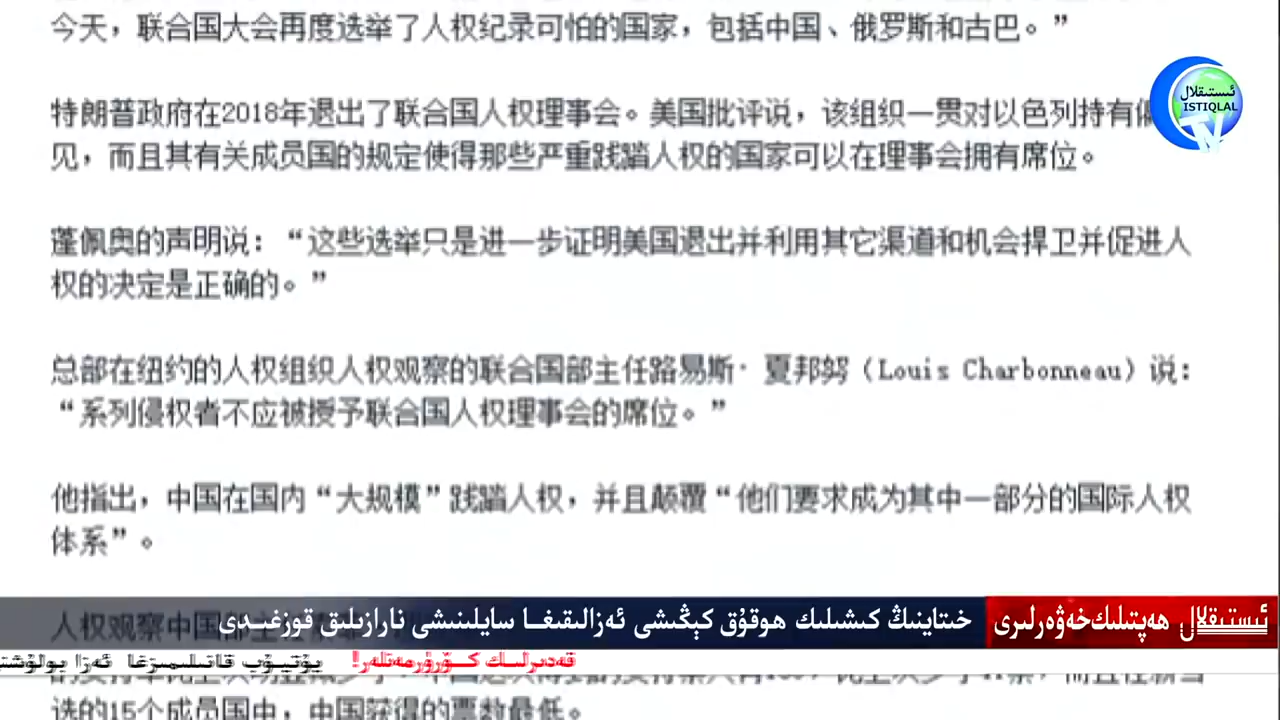 今天，联合国大会再度选举了人权纪录可怕的国家，包括中国、俄罗斯和古巴。”
特朗普政府在2018年退出了联合国人权理事会。美国批评说，该组织一贯对以色列持有偏
见，而且其有关成员国的规定使得那些严重践踏人权的国家可以在理事会拥有席位。
ئىستىقلال
ISTIQLAL
TV
蓬佩奥的声明说：“这些选举只是进一步证明美国退出并利用其它渠道和机会捍卫并促进人
权的决定是正确的。”
总部在纽约的人权组织人权观察的联合国部主任路易斯·夏邦努（Louis Charbonneau）说：
“系列侵权者不应被授予联合国人权理事会的席位。”
他指出，中国在国内“大规模”践踏人权，并且颠覆“他们要求成为其中一部分的国际人权
体系”。
ئىستىقلال ھەپتىلىك خەۋەرلىرى
خىتاينىڭ كىشىلىك ھوقۇق كېڭىشى ئەزالىقىغا سايلىنىشى نارازىلىق قوزغىدى
人权观察中国部主
قەدىرلىك كۆرۈرمەنلەر! يۇتيۇب قانىلىمىزغا ئەزا بولۇشنى
选的15个成员国中，中国获得的票数最低。